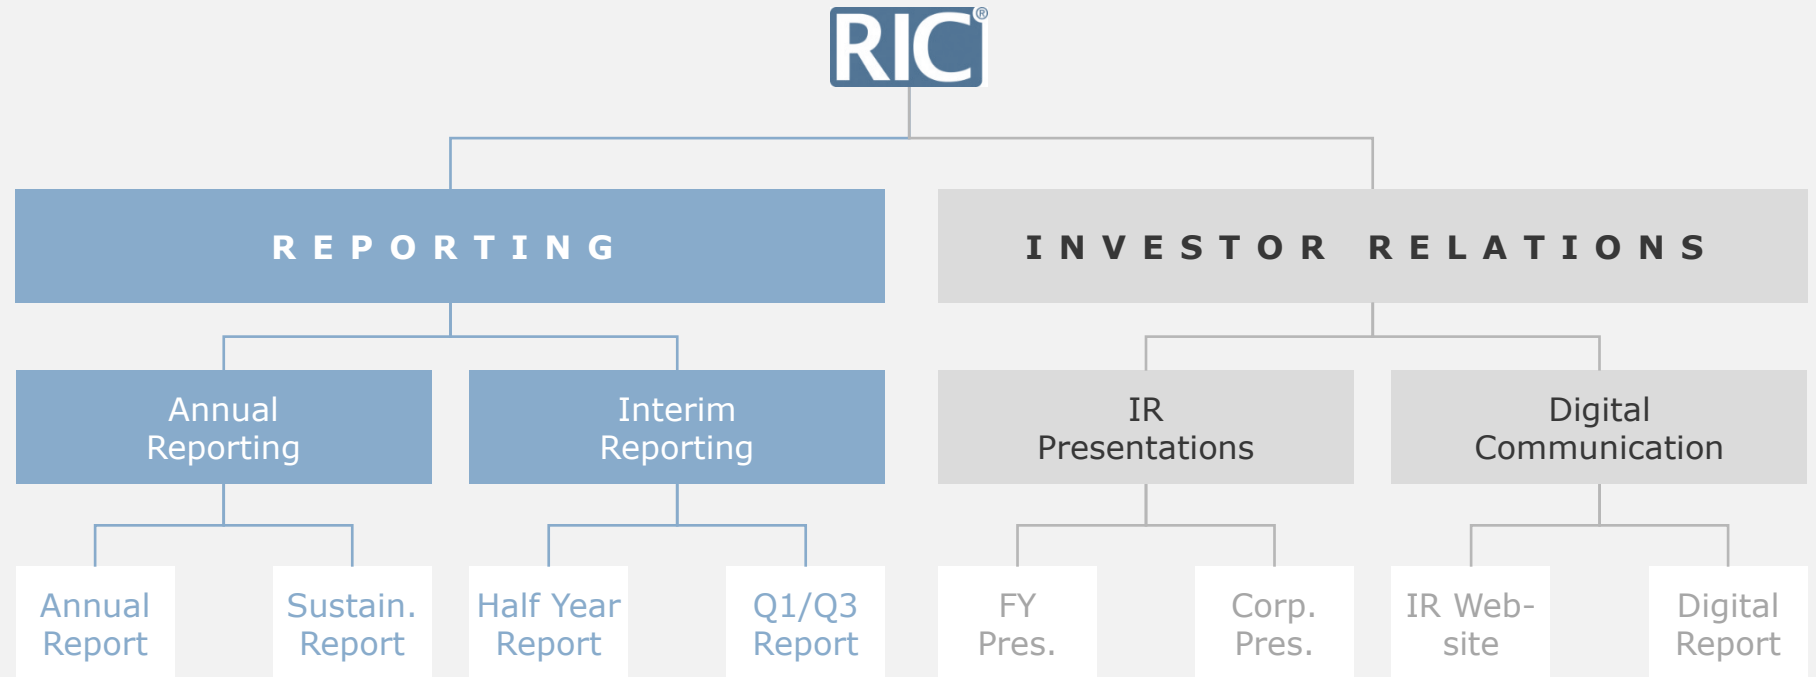 RIC®
REPORTING
INVESTOR RELATIONS
Annual
Reporting
Interim
Reporting
IR
Presentations
Digital
Communication
Annual
Report
Sustain.
Report
Half Year
Report
Q1/Q3
Report
FY
Pres.
Corp.
Pres.
IR Web-
site
Digital
Report